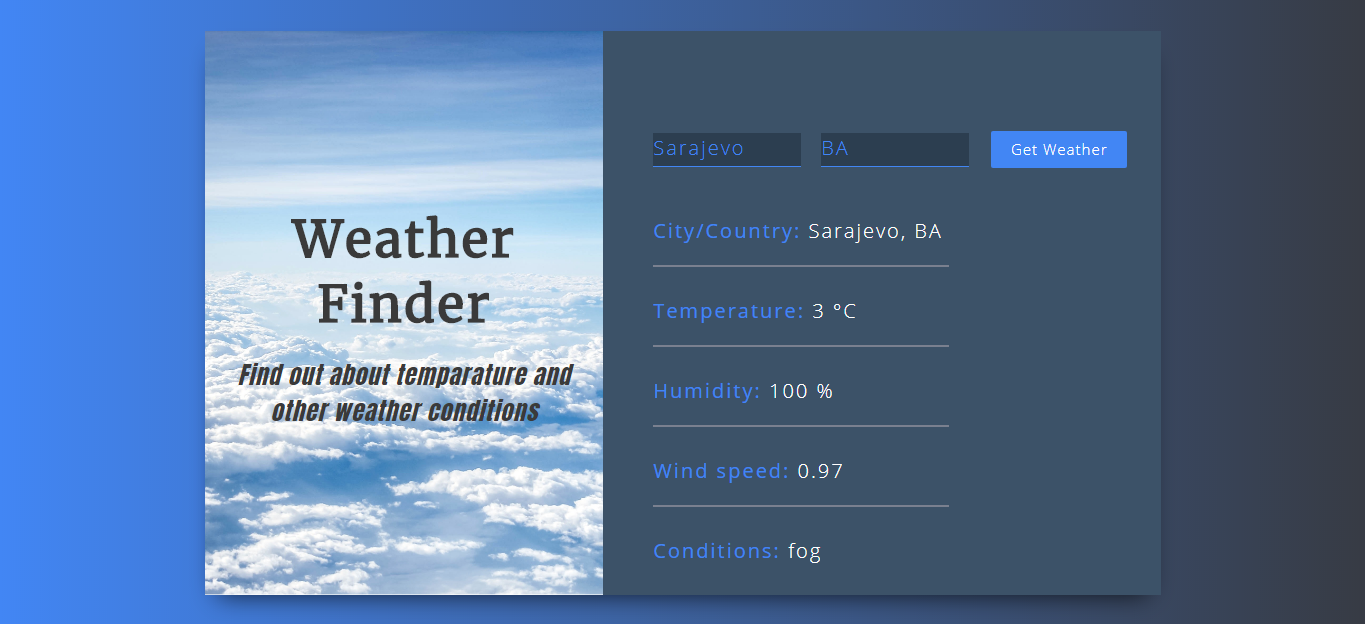 Weather
Finder
Find out about temparature and
other weather conditions
Sarajevo
BA
Get Weather
City/Country: Sarajevo, BA
Temperature: 3 °C
Humidity: 100 %
Wind speed: 0.97
Conditions: fog